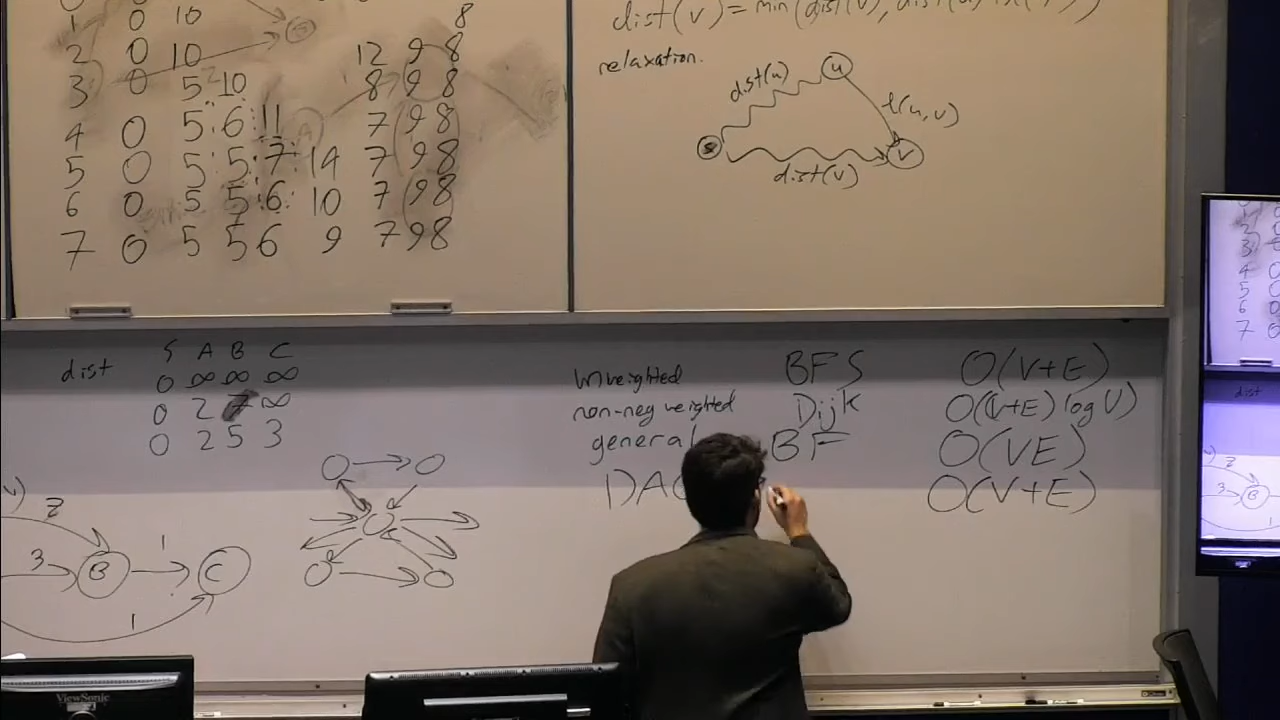 1 0 10 8
2 0 10 12 9 8
3 0 5 10 8 9 8
4 0 5 6 11 7 9 8
5 0 5 5 7 14 7 9 8
6 0 5 5 6 10 7 9 8
7 0 5 5 6 9 7 9 8
dist(v) = min(dist(v),
relaxation.
dist(u)
u
l(u, v)
s
v
dist(v)
dist
S A B C
0 ∞ ∞ ∞
0 2 7 ∞
0 2 5 3
2
3
B
1
C
1
unweighted BFS O(V+E)
non-neg weighted Dijk O((V+E) log V)
general BF O(VE)
DAG O(V+E)
ViewSonic